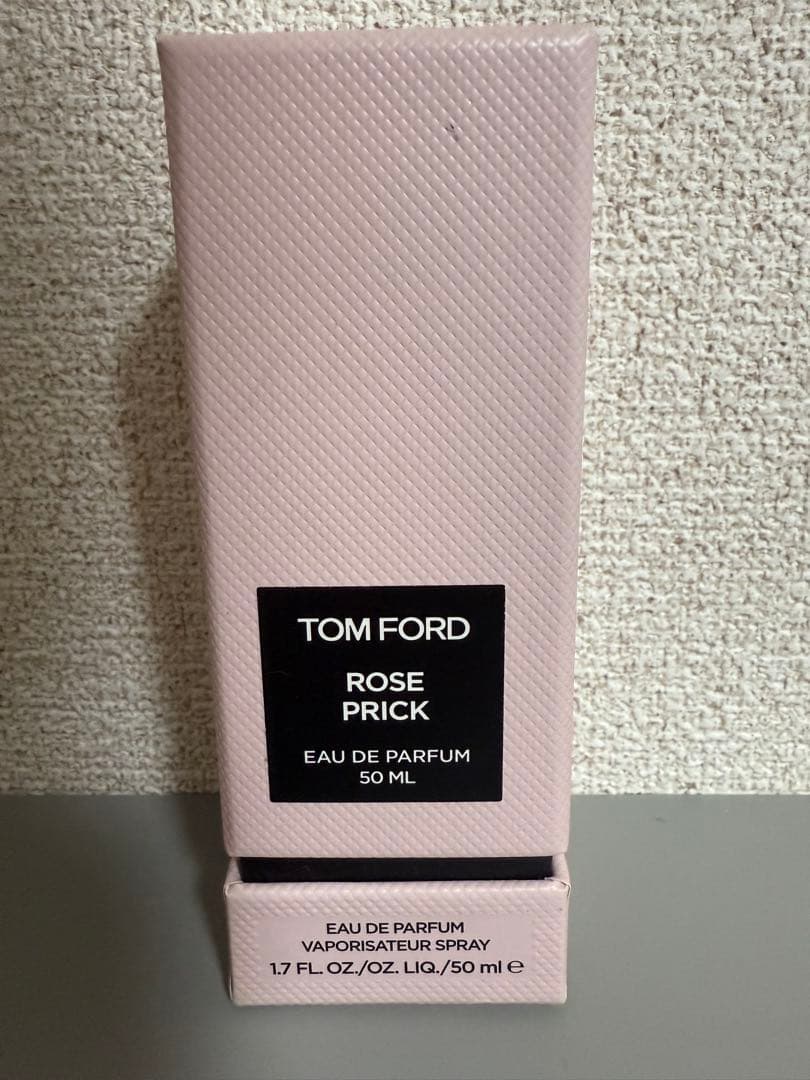 TOM FORD
ROSE
PRICK
EAU DE PARFUM
50 ML
EAU DE PARFUM
VAPORISATEUR SPRAY
1.7 FL. OZ./OZ. LIQ./50 ml ℮